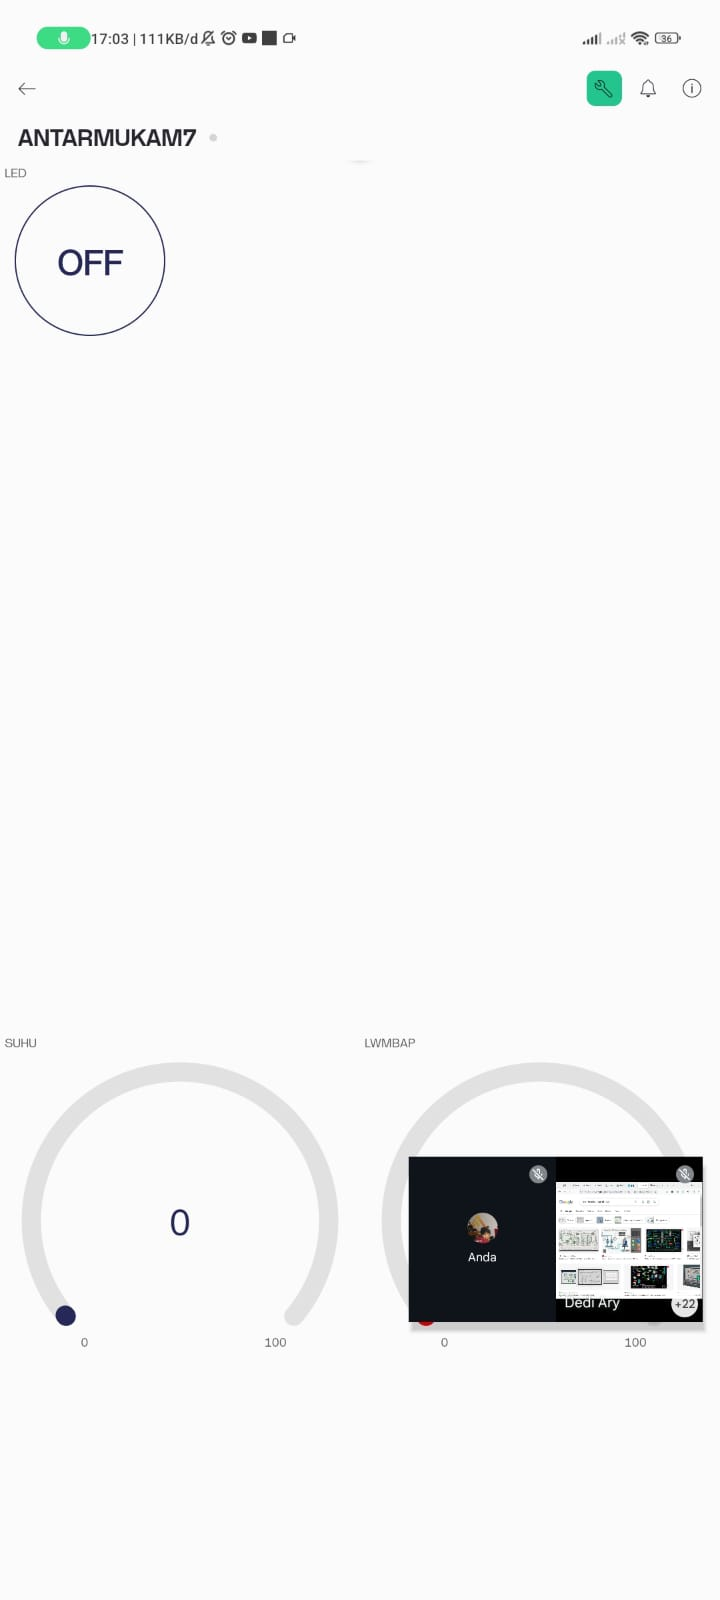 17:03 | 111KB/d
36
ANTARMUKAM7
LED
OFF
SUHU
LWMBAP
0
Anda
Dedi Ary
+22
0
100
0
100